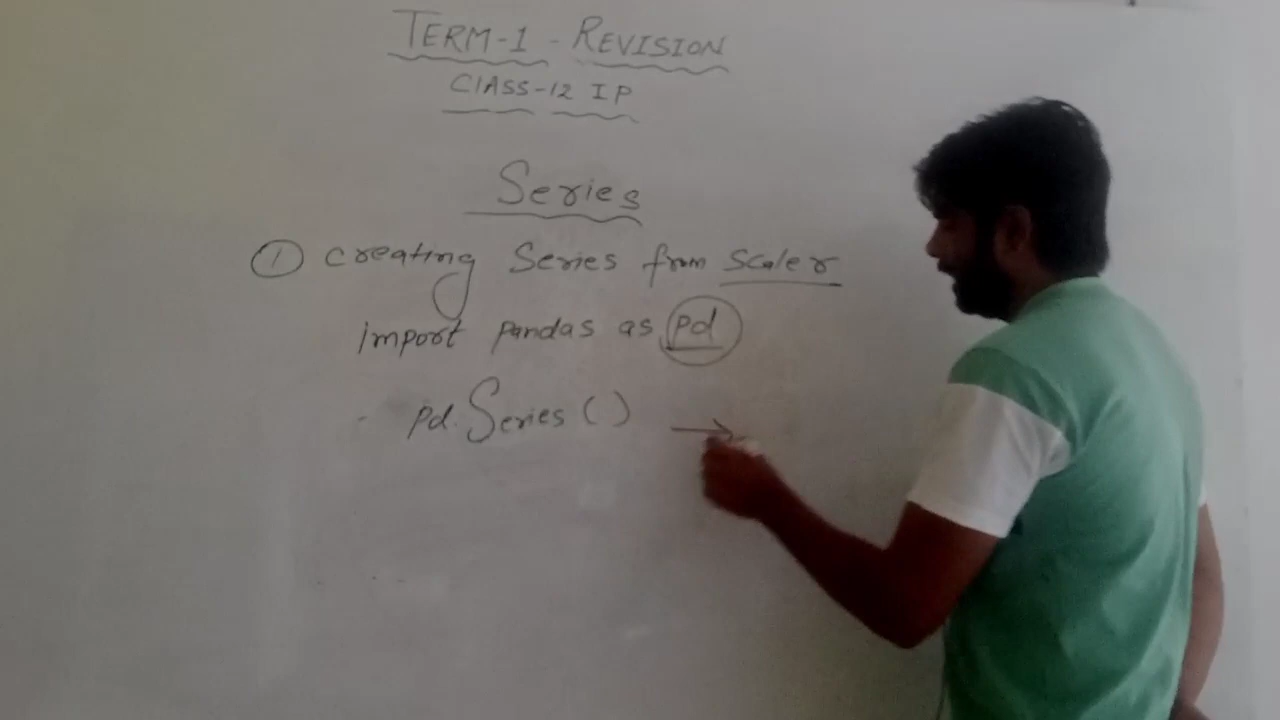 TERM-1 - REVISION
CLASS-12 IP
Series
① creating Series from Scaler
import pandas as pd
pd.Series() →